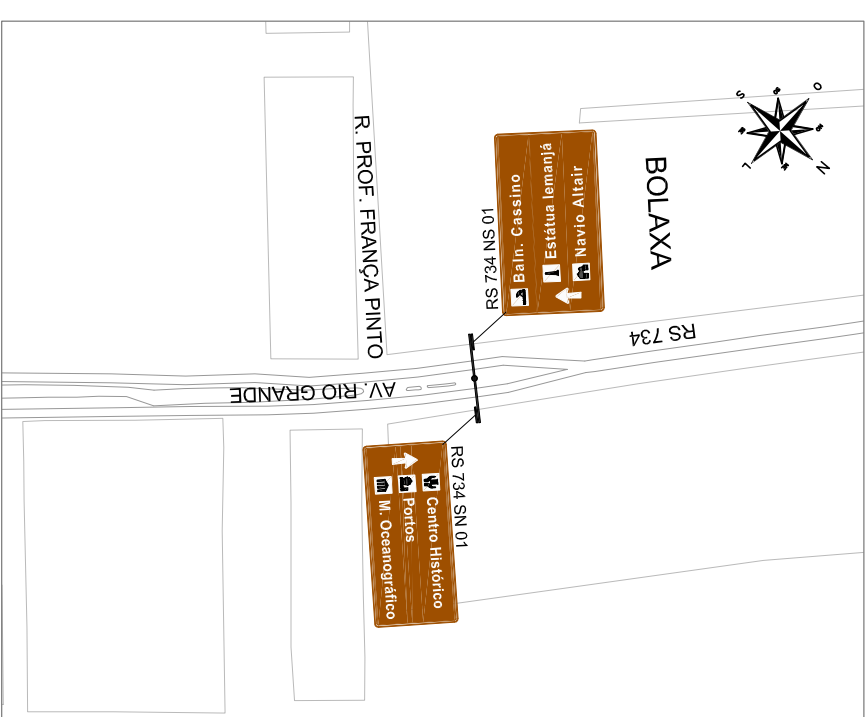 R. PROF. FRANÇA PINTO
RS 734 NS 01
Baln. Cassino
Estátua Iemanjá
Navio Altair
BOLAXA
S
O
L
N
RS 734
AV. RIO GRANDE
RS 734 SN 01
Centro Histórico
Portos
M. Oceanográfico